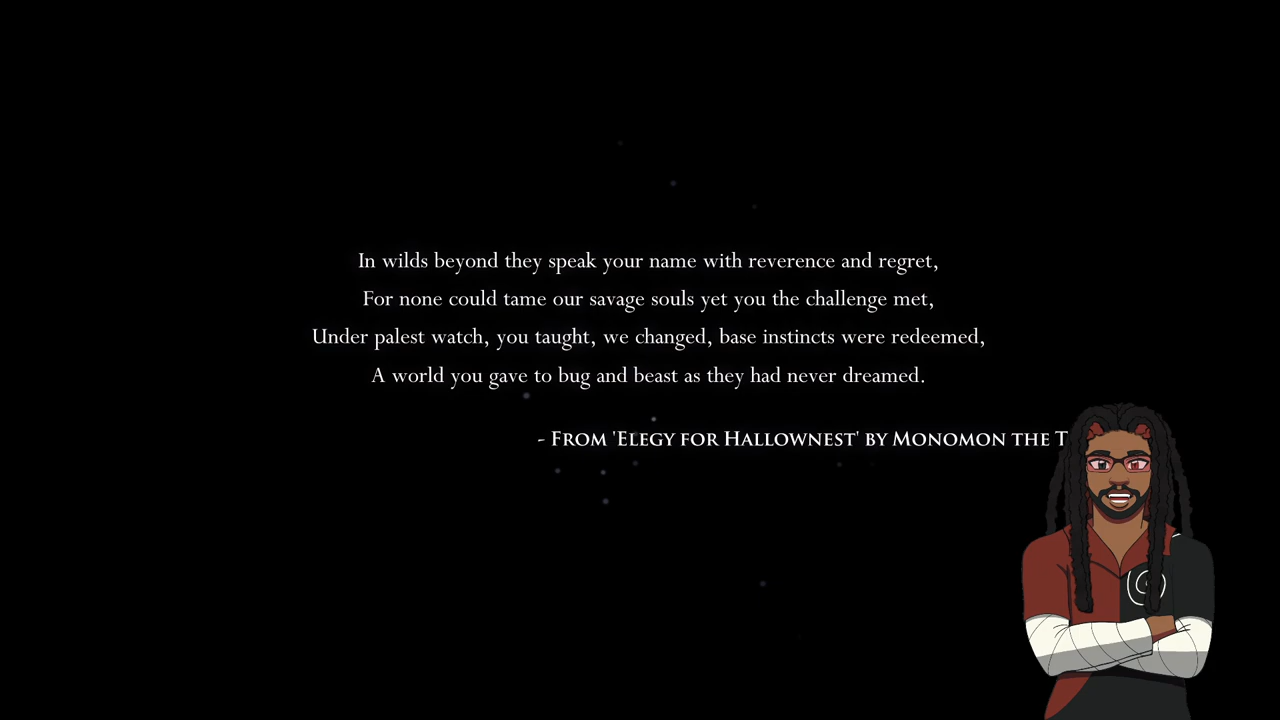 In wilds beyond they speak your name with reverence and regret,
For none could tame our savage souls yet you the challenge met,
Under palest watch, you taught, we changed, base instincts were redeemed,
A world you gave to bug and beast as they had never dreamed.
- From 'Elegy for Hallownest' by Monomon the